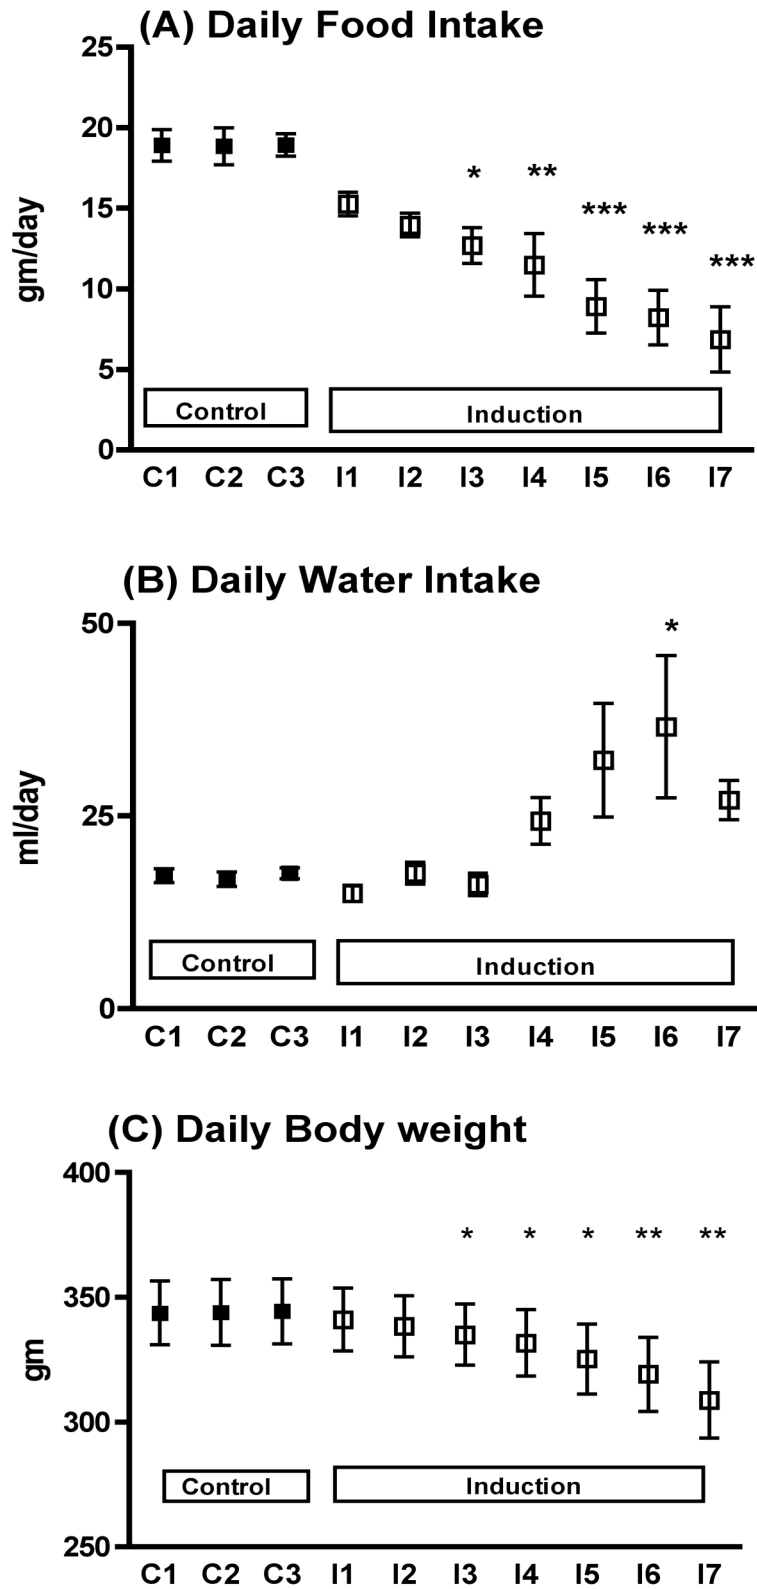 (A) Daily Food Intake
25
20
15
10
5
0
gm/day
*
**
***
***
***
Control
Induction
C1 C2 C3 I1 I2 I3 I4 I5 I6 I7
(B) Daily Water Intake
50
25
0
ml/day
*
Control
Induction
C1 C2 C3 I1 I2 I3 I4 I5 I6 I7
(C) Daily Body weight
400
350
300
250
gm
* * * ** **
Control
Induction
C1 C2 C3 I1 I2 I3 I4 I5 I6 I7